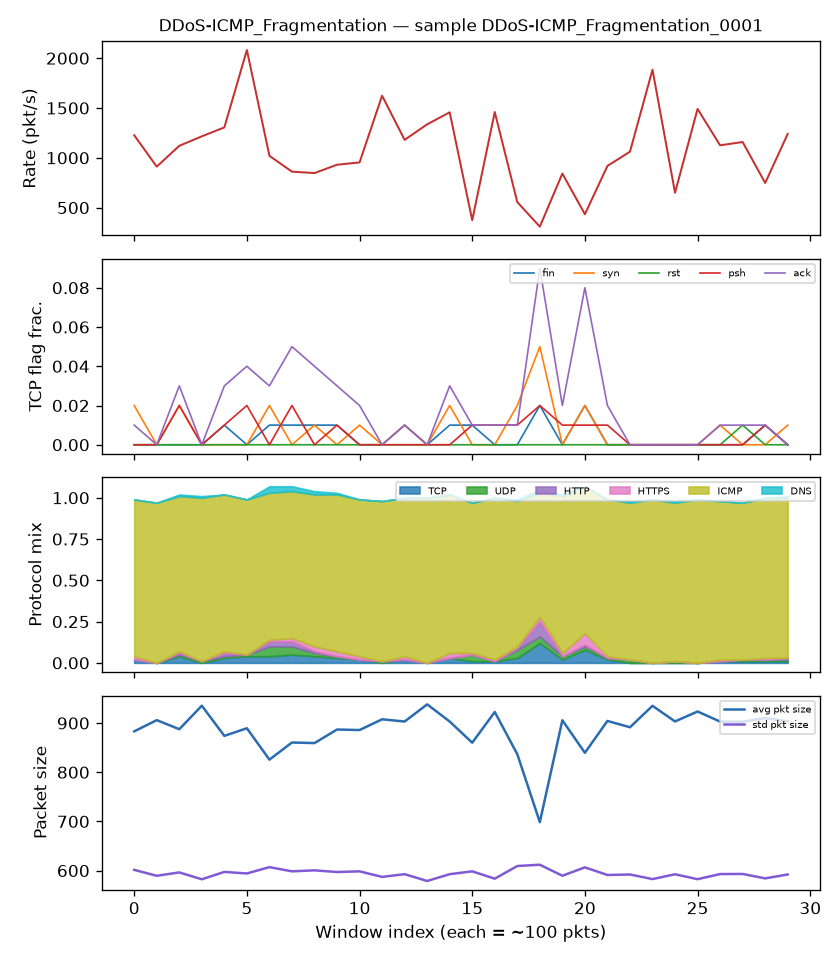 DDoS-ICMP_Fragmentation — sample DDoS-ICMP_Fragmentation_0001
2000
1500
1000
500
Rate (pkt/s)
fin syn rst psh ack
0.08
0.06
0.04
0.02
0.00
TCP flag frac.
TCP UDP HTTP HTTPS ICMP DNS
1.00
0.75
0.50
0.25
0.00
Protocol mix
avg pkt size
std pkt size
900
800
700
600
Packet size
0 5 10 15 20 25 30
Window index (each = ~100 pkts)